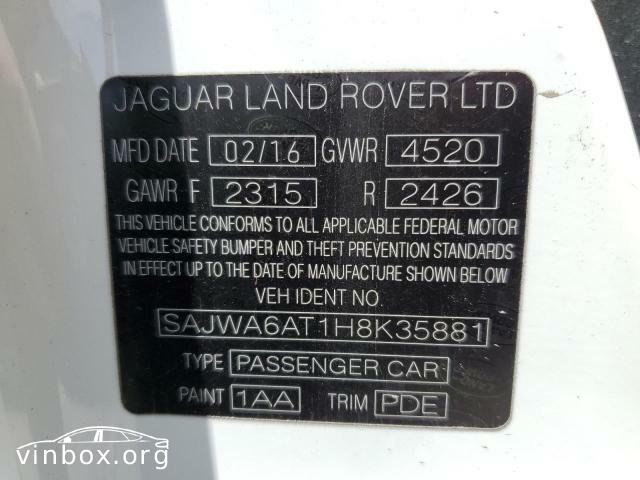 JAGUAR LAND ROVER LTD
MFD DATE 02/16 GVWR 4520
GAWR F 2315 R 2426
THIS VEHICLE CONFORMS TO ALL APPLICABLE FEDERAL MOTOR
VEHICLE SAFETY BUMPER AND THEFT PREVENTION STANDARDS
IN EFFECT UP TO THE DATE OF MANUFACTURE SHOWN BELOW
VEH IDENT NO.
SAJWA6AT1H8K35881
TYPE PASSENGER CAR
PAINT 1AA TRIM PDE
vinbox.org